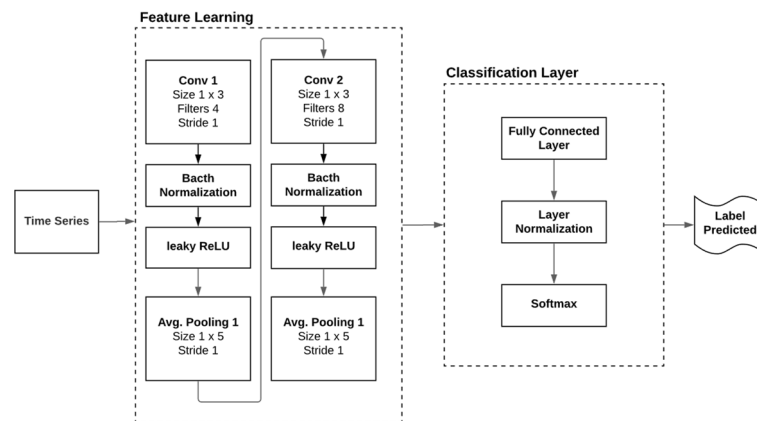 Feature Learning
Conv 1
Size 1 x 3
Filters 4
Stride 1
Bacth
Normalization
leaky ReLU
Avg. Pooling 1
Size 1 x 5
Stride 1
Conv 2
Size 1 x 3
Filters 8
Stride 1
Bacth
Normalization
leaky ReLU
Avg. Pooling 1
Size 1 x 5
Stride 1
Time Series
Classification Layer
Fully Connected
Layer
Layer
Normalization
Softmax
Label
Predicted